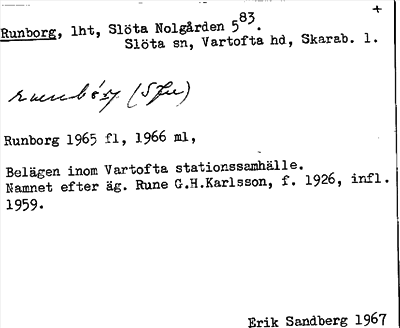 +
Runborg, lht, Slöta Nolgården 5⁸³.
Slöta sn, Vartofta hd, Skarab. l.
Runborg 1965 fl, 1966 ml,
Belägen inom Vartofta stationssamhälle.
Namnet efter äg. Rune G.H.Karlsson, f. 1926, infl.
1959.
Erik Sandberg 1967